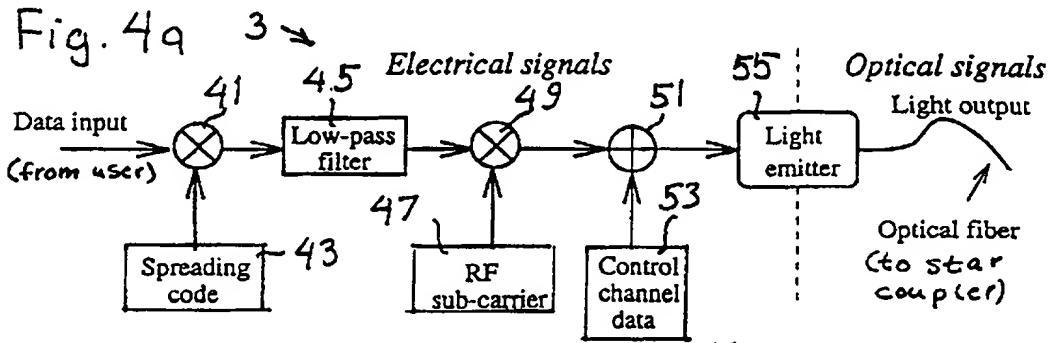 Fig. 4a
3
Electrical signals
Optical signals
41
45
49
51
55
Data input
(from user)
Low-pass
filter
Light
emitter
Light output
43
47
53
Spreading
code
RF
sub-carrier
Control
channel
data
Optical fiber
(to star
coupler)